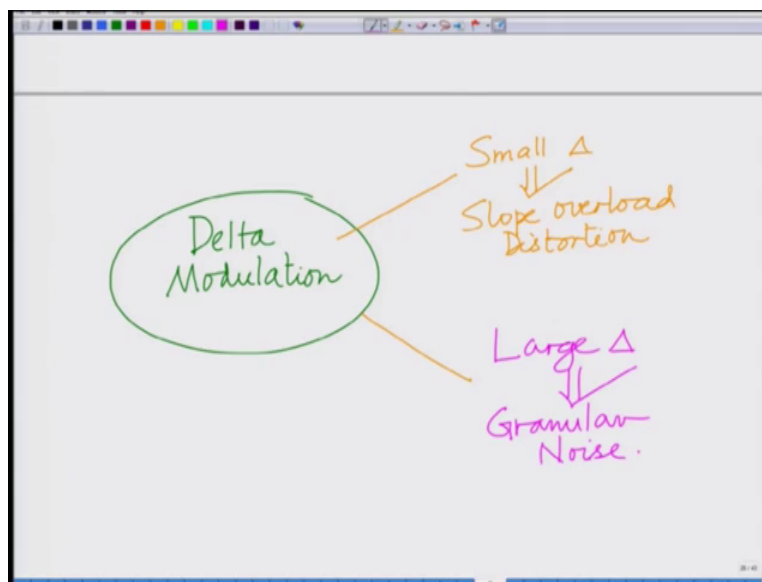 Delta
Modulation
Small Δ
⇓
Slope overload
Distortion
Large Δ
⇓
Granular
Noise.